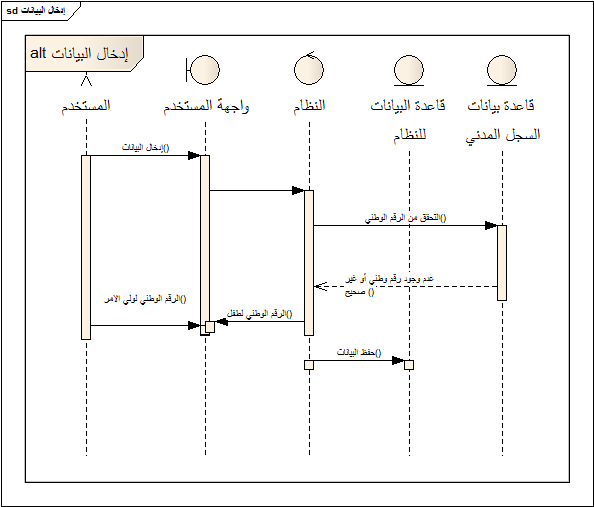 sd إدخال البيانات
alt إدخال البيانات
المستخدم
واجهة المستخدم
النظام
قاعدة البيانات
للنظام
قاعدة بيانات
السجل المدني
إدخال البيانات()
التحقق من الرقم الوطني()
عدم وجود رقم وطني أو غير
صحيح ()
الرقم الوطني لولي الامر()
الرقم الوطني لطفل()
حفظ البيانات()